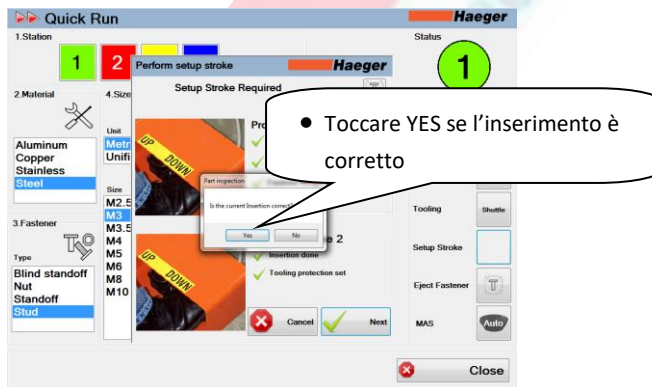 Quick Run
Haeger
1.Station
Status
1
2
1
Perform setup stroke
Haeger
Setup Stroke Required
2.Material
4.Size
Aluminum
Copper
Stainless
Steel
Unit
Metr
Unifi
Size
M2.5
M3
M3.5
M4
M5
M6
M8
M10
3.Fastener
Type
Blind standoff
Nut
Standoff
Stud
UP
DOWN
UP
DOWN
Part inspection
Is the current Insertion correct
Yes
No
2
Insertion done
Tooling protection set
Cancel
Next
• Toccare YES se l’inserimento è
corretto
Tooling
Shuttle
Setup Stroke
Eject Fastener
MAS
Auto
Close